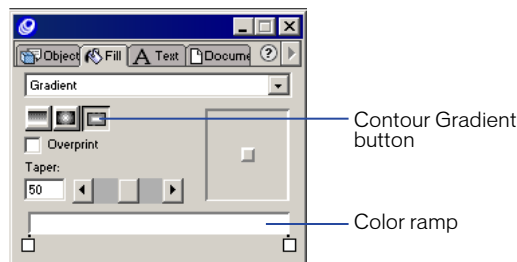 Object Fill A Text Docume ?
Gradient
Contour Gradient
button
Overprint
Taper:
50
Color ramp